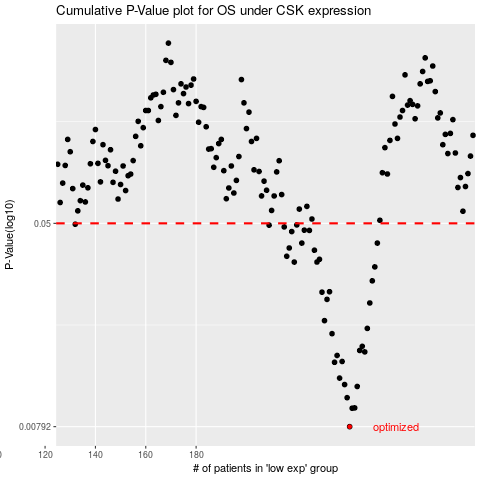 Cumulative P-Value plot for OS under CSK expression
P-Value(log10)
0.05
0.00792
optimized
0 120 140 160 180
# of patients in 'low exp' group